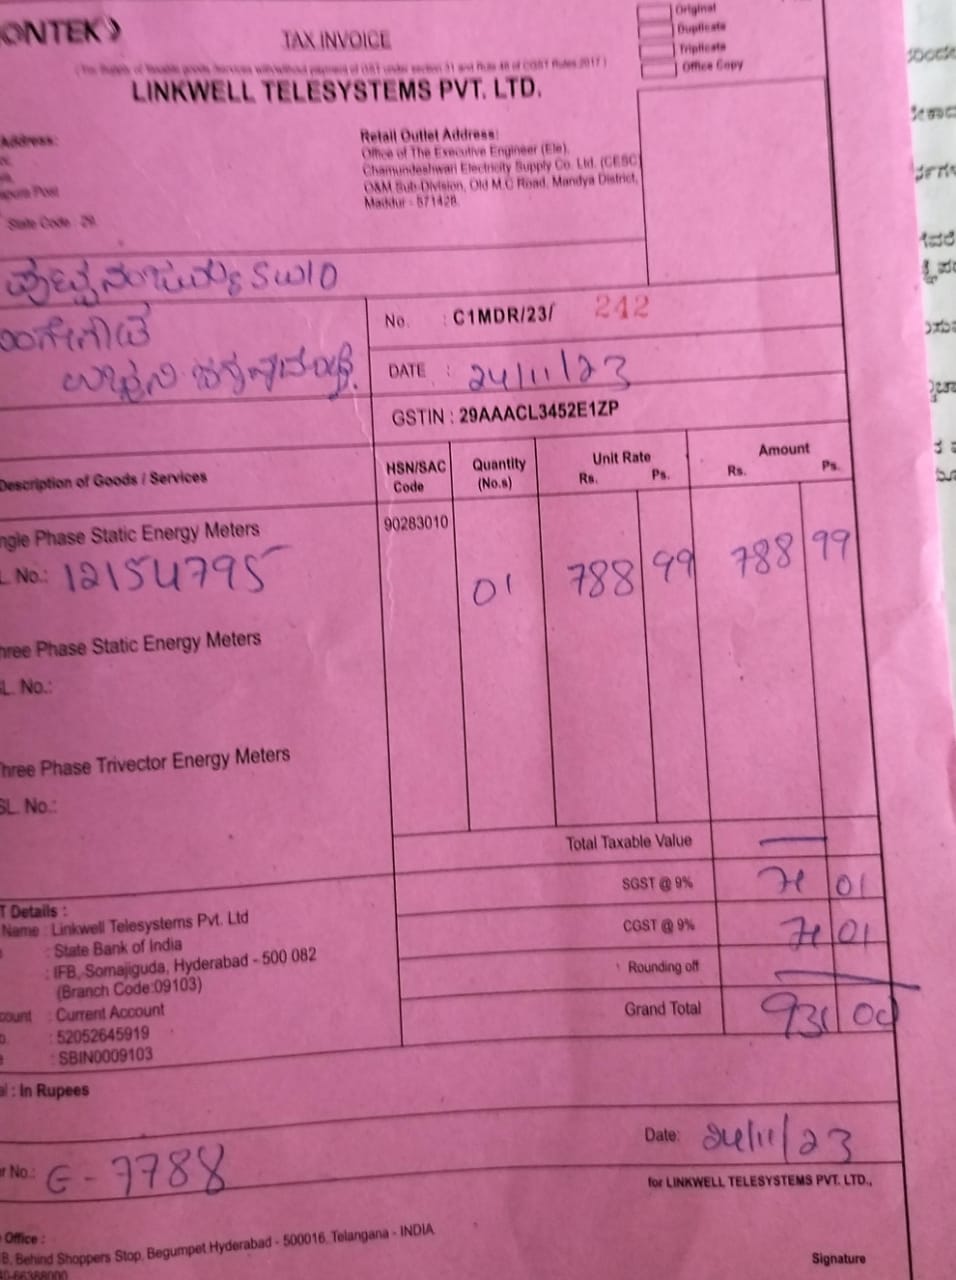 ONTEK
TAX INVOICE
Original
Duplicate
Triplicate
Office Copy
LINKWELL TELESYSTEMS PVT. LTD.
Address:
Post
State Code : 29.
Retail Outlet Address:
Office of The Executive Engineer (Ele),
Chamundeshwari Electricity Supply Co. Ltd. (CESC
O&M Sub-Division, Old M.C Road, Mandya District,
Maddur - 571428.
No. : C1MDR/23/ 242
DATE : 24/11/23
GSTIN : 29AAACL3452E1ZP
Description of Goods / Services
HSN/SAC Code
Quantity (No.s)
Unit Rate
Rs. Ps.
Amount
Rs. Ps.
ngle Phase Static Energy Meters 90283010
L. No.: 12154795 01 788 99 788 99
hree Phase Static Energy Meters
L. No.:
hree Phase Trivector Energy Meters
SL. No.:
Total Taxable Value —
SGST @ 9% 71 01
CGST @ 9% 71 01
Rounding off —
Grand Total 931 00
T Details :
Name : Linkwell Telesystems Pvt. Ltd
: State Bank of India
: IFB, Somajiguda, Hyderabad - 500 082
(Branch Code:09103)
count : Current Account
: 52052645919
: SBIN0009103
al : In Rupees
Date: 24/11/23
r No.: G - 7788
for LINKWELL TELESYSTEMS PVT. LTD.,
Office :
B, Behind Shoppers Stop, Begumpet Hyderabad - 500016. Telangana - INDIA
40-66388000
Signature